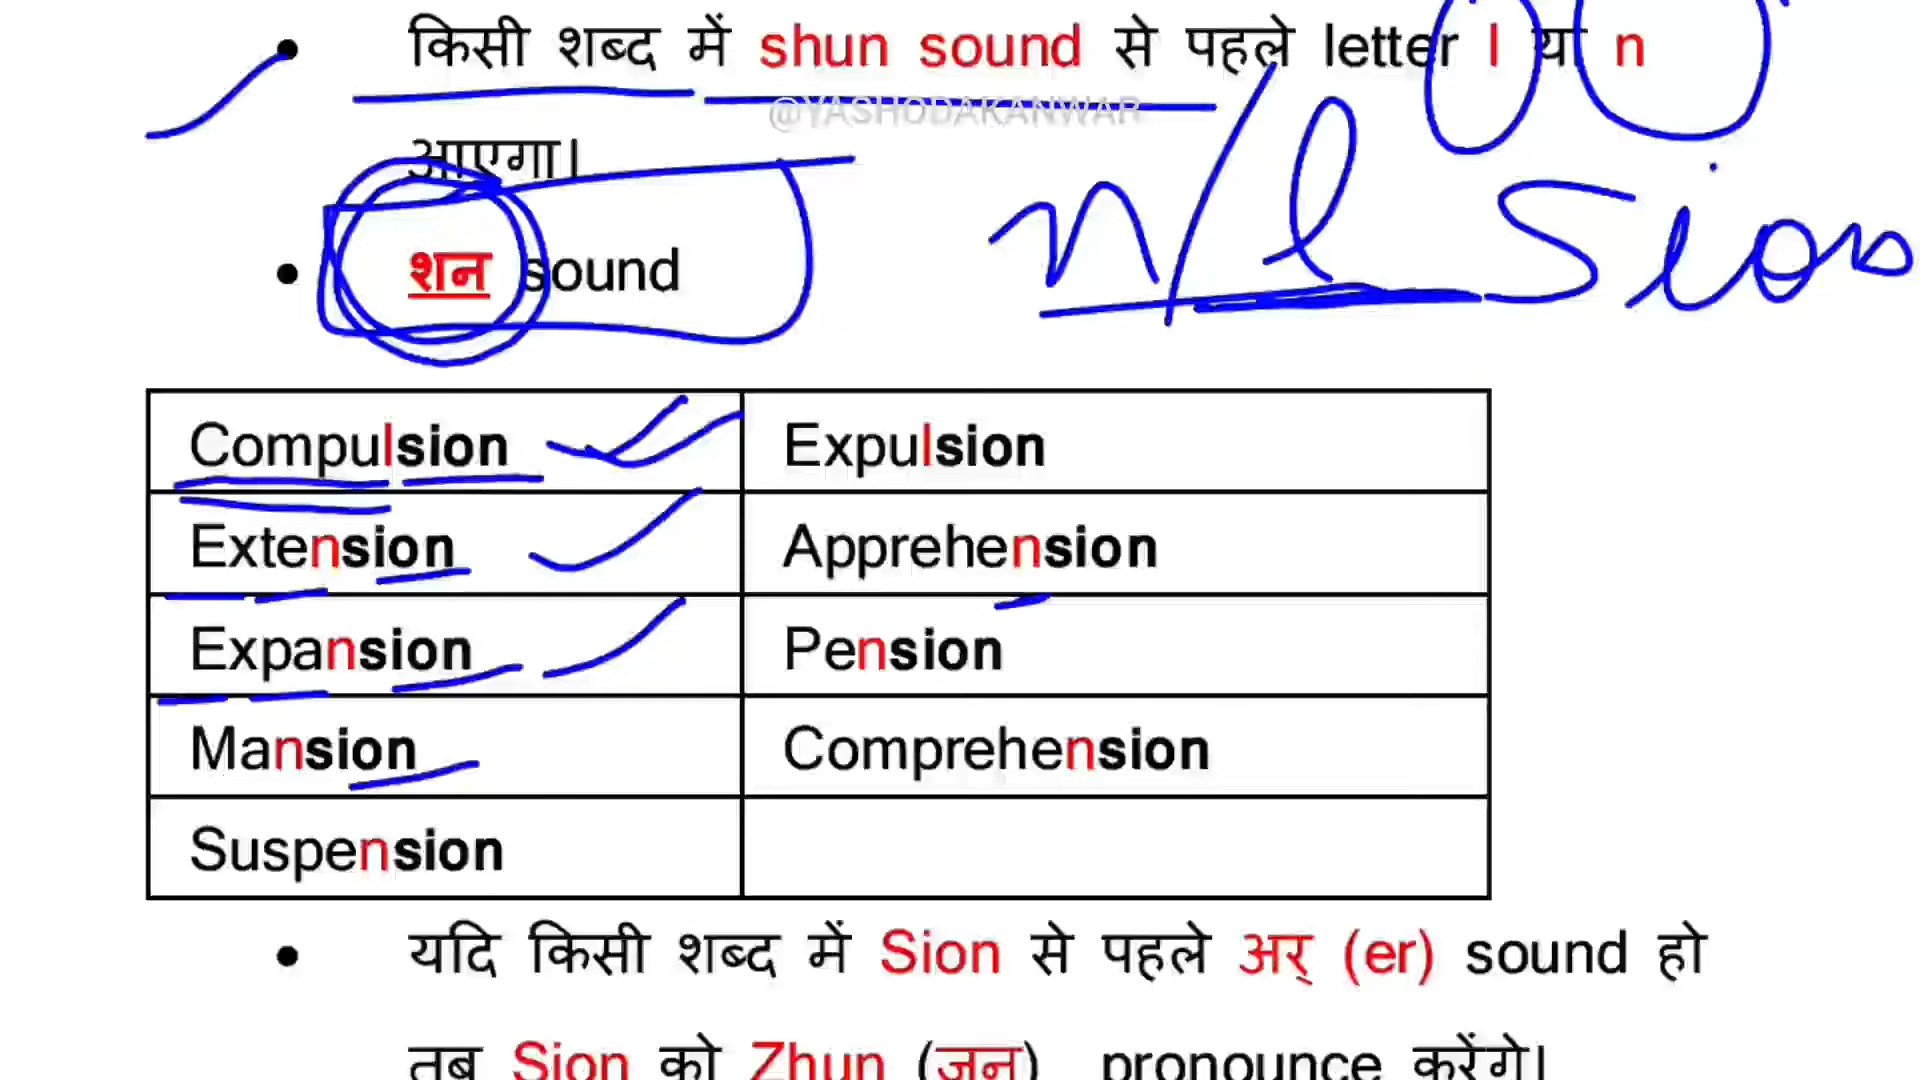 किसी शब्द में shun sound से पहले letter l या n
@YASHODAKANWAR
आएगा।
n/l sion
शन sound
Compulsion Expulsion
Extension Apprehension
Expansion Pension
Mansion Comprehension
Suspension
यदि किसी शब्द में Sion से पहले अर् (er) sound हो
तब Sion को Zhun (ज़न) pronounce करेंगे।